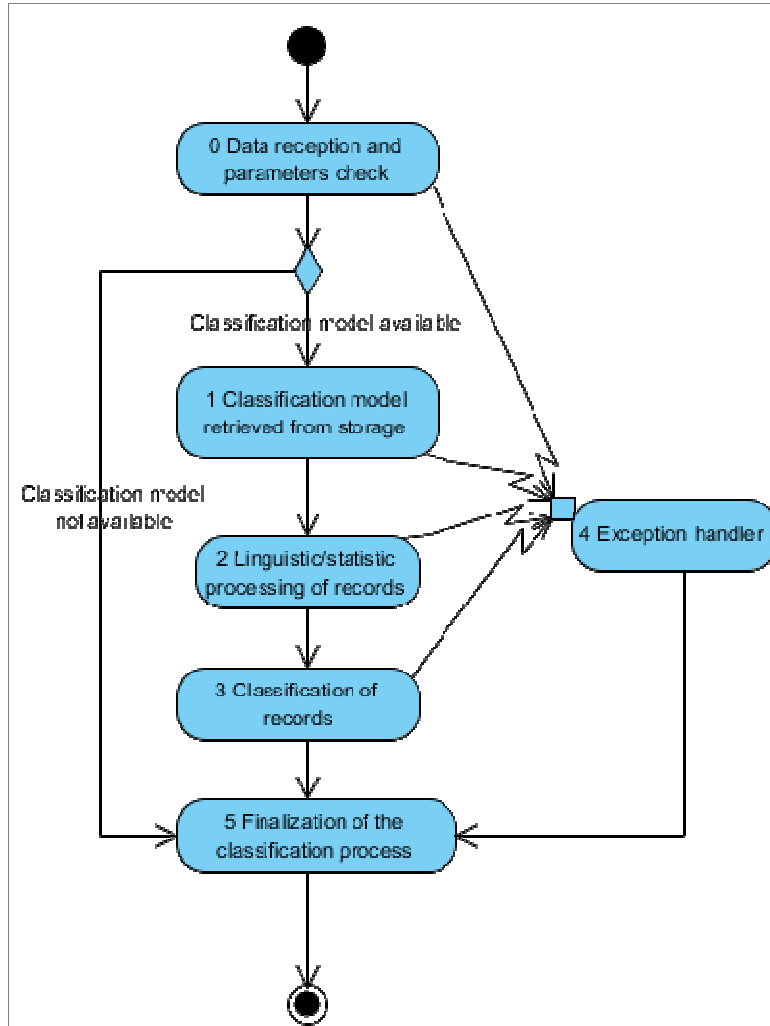 0 Data reception and
parameters check
Classification model available
1 Classification model
retrieved from storage
Classification model
not available
4 Exception handler
2 Linguistic/statistic
processing of records
3 Classification of
records
5 Finalization of the
classification process